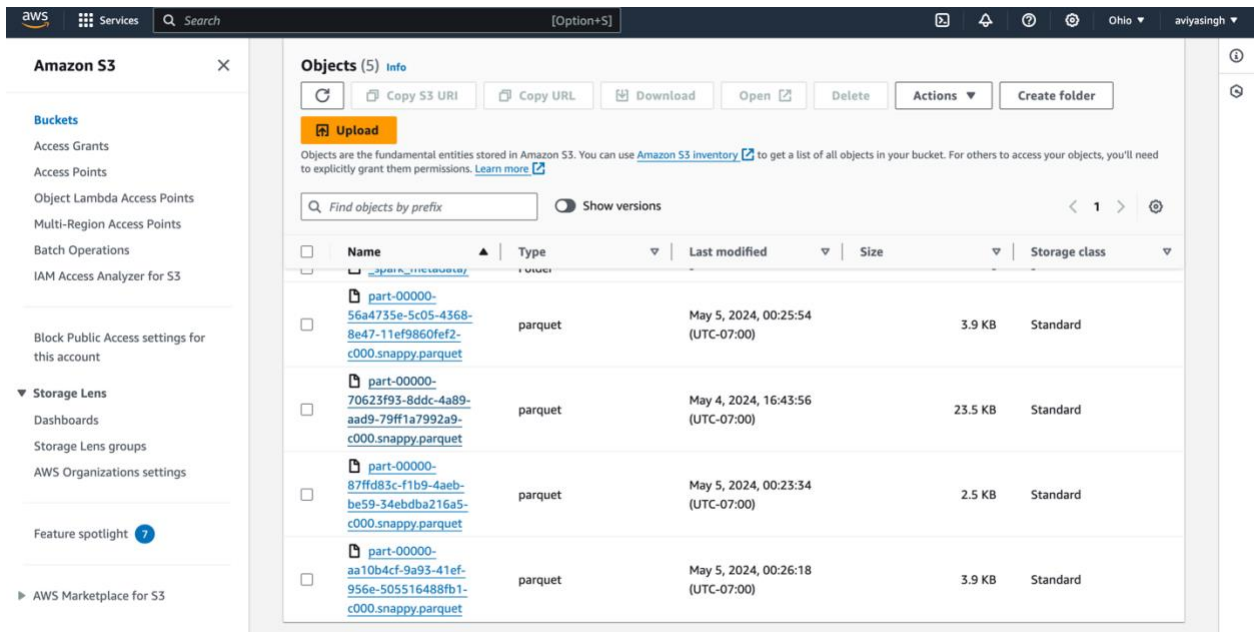 aws
Services
Search
[Option+S]
Ohio
aviyasingh
Amazon S3
Buckets
Access Grants
Access Points
Object Lambda Access Points
Multi-Region Access Points
Batch Operations
IAM Access Analyzer for S3
Block Public Access settings for
this account
Storage Lens
Dashboards
Storage Lens groups
AWS Organizations settings
Feature spotlight 7
AWS Marketplace for S3
Objects (5) Info
Copy S3 URI
Copy URL
Download
Open
Delete
Actions
Create folder
Upload
Objects are the fundamental entities stored in Amazon S3. You can use Amazon S3 inventory to get a list of all objects in your bucket. For others to access your objects, you'll need
to explicitly grant them permissions. Learn more
Find objects by prefix
Show versions
1
Name Type Last modified Size Storage class
_spark_metadata/ Folder - - -
part-00000-
56a4735e-5c05-4368-
8e47-11ef9860fef2-
c000.snappy.parquet
parquet
May 5, 2024, 00:25:54
(UTC-07:00)
3.9 KB
Standard
part-00000-
70623f93-8ddc-4a89-
aad9-79ff1a7992a9-
c000.snappy.parquet
parquet
May 4, 2024, 16:43:56
(UTC-07:00)
23.5 KB
Standard
part-00000-
87ffd83c-f1b9-4aeb-
be59-34ebdba216a5-
c000.snappy.parquet
parquet
May 5, 2024, 00:23:34
(UTC-07:00)
2.5 KB
Standard
part-00000-
aa10b4cf-9a93-41ef-
956e-505516488fb1-
c000.snappy.parquet
parquet
May 5, 2024, 00:26:18
(UTC-07:00)
3.9 KB
Standard